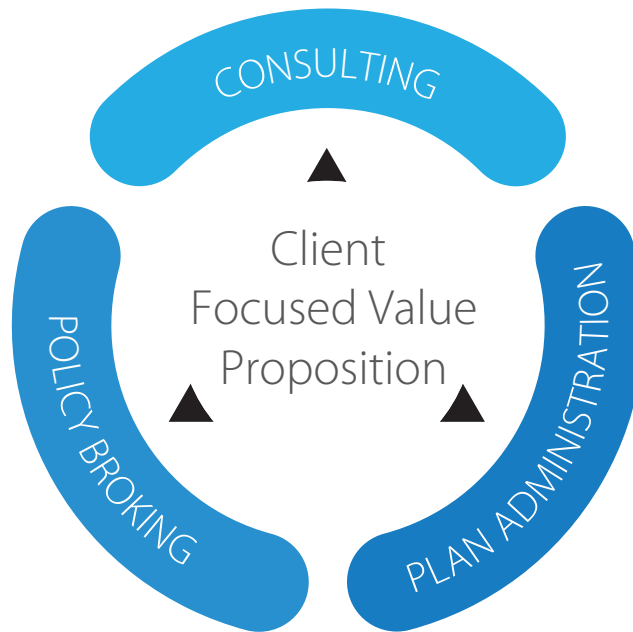 CONSULTING
Client
Focused Value
Proposition
POLICY BROKING
PLAN ADMINISTRATION